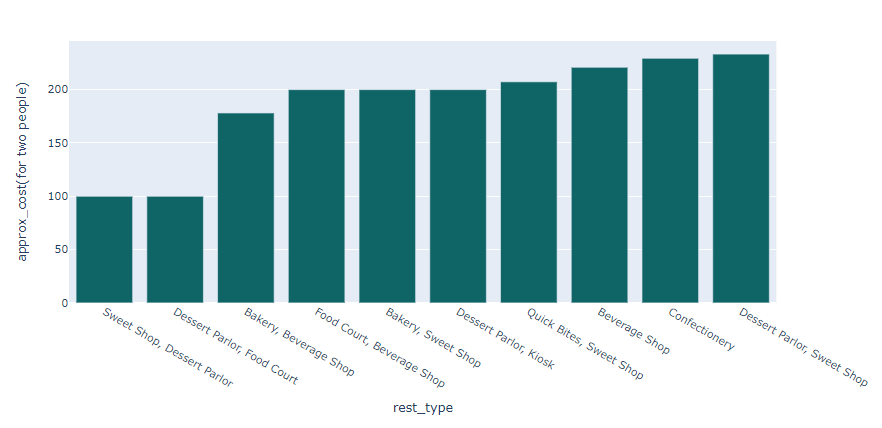 approx_cost(for two people)
200
150
100
50
0
Sweet Shop, Dessert Parlor
Dessert Parlor, Food Court
Bakery, Beverage Shop
Food Court, Beverage Shop
Bakery, Sweet Shop
Dessert Parlor, Kiosk
Quick Bites, Sweet Shop
Beverage Shop
Confectionery
Dessert Parlor, Sweet Shop
rest_type